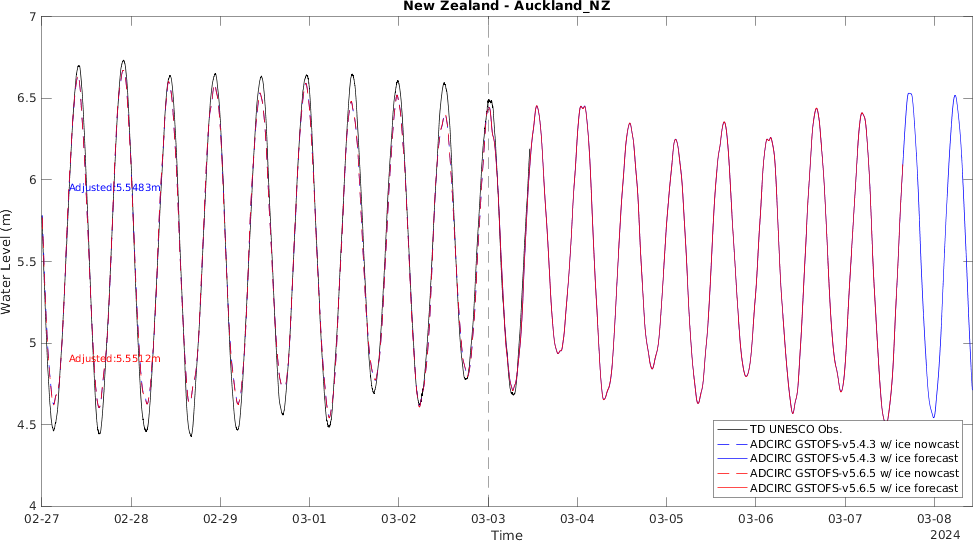 New Zealand - Auckland_NZ
7
6.5
6
5.5
5
4.5
4
Water Level (m)
Adjusted:5.5483m
Adjusted:5.5512m
TD UNESCO Obs.
ADCIRC GSTOFS-v5.4.3 w/ ice nowcast
ADCIRC GSTOFS-v5.4.3 w/ ice forecast
ADCIRC GSTOFS-v5.6.5 w/ ice nowcast
ADCIRC GSTOFS-v5.6.5 w/ ice forecast
02-27 02-28 02-29 03-01 03-02 03-03 03-04 03-05 03-06 03-07 03-08
Time 2024